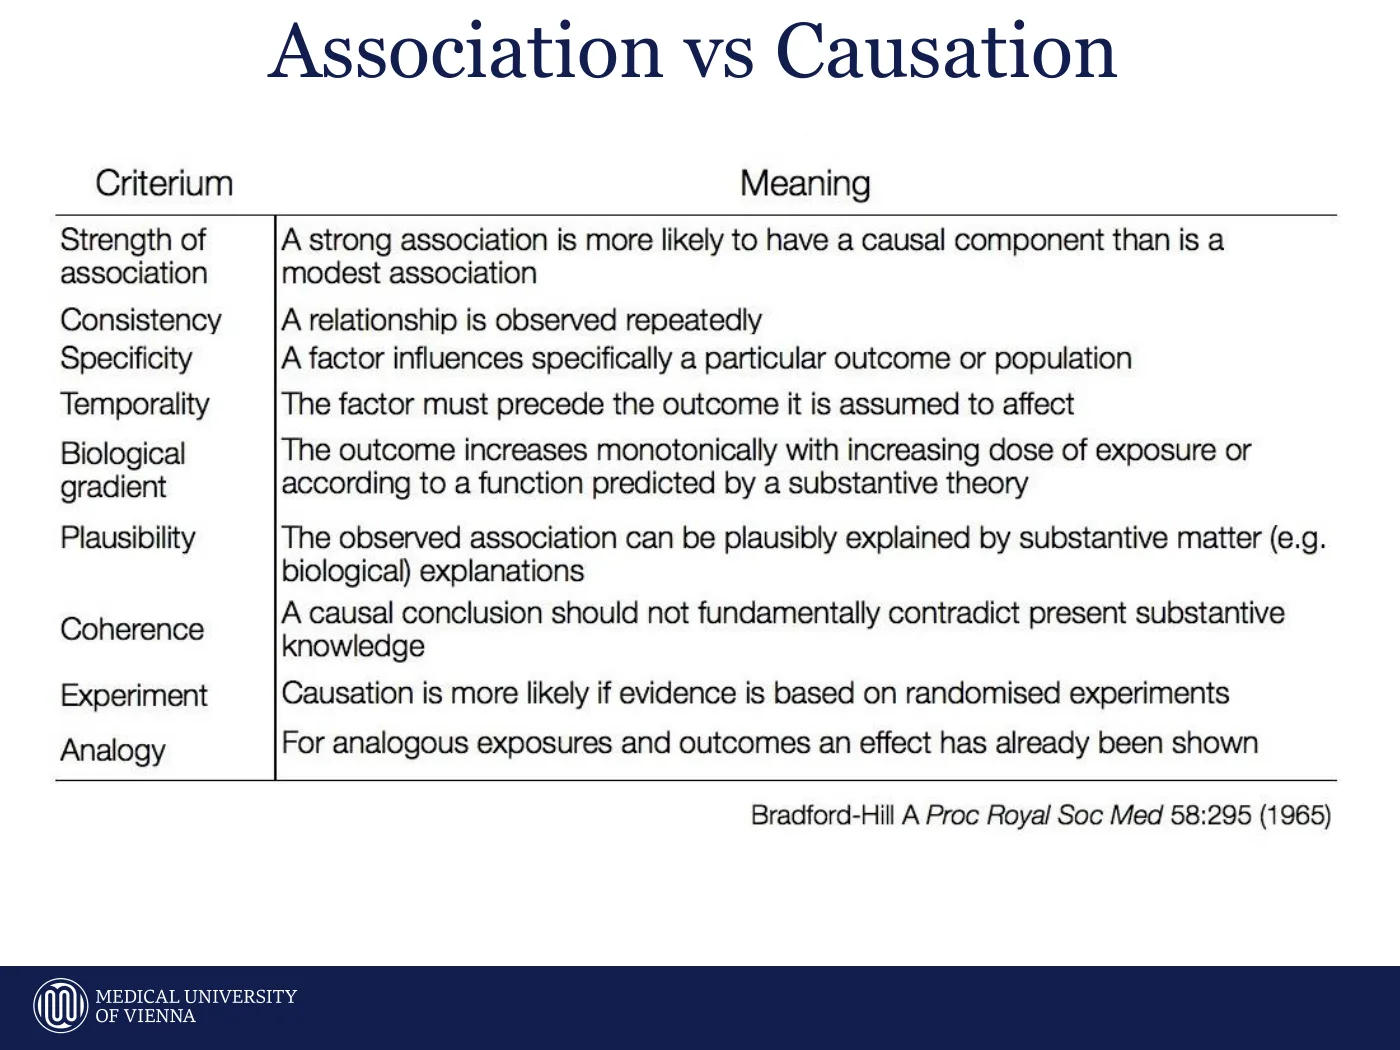 Association vs Causation
Criterium Meaning
Strength of association A strong association is more likely to have a causal component than is a
modest association
Consistency A relationship is observed repeatedly
Specificity A factor influences specifically a particular outcome or population
Temporality The factor must precede the outcome it is assumed to affect
Biological gradient The outcome increases monotonically with increasing dose of exposure or
according to a function predicted by a substantive theory
Plausibility The observed association can be plausibly explained by substantive matter (e.g.
biological) explanations
Coherence A causal conclusion should not fundamentally contradict present substantive
knowledge
Experiment Causation is more likely if evidence is based on randomised experiments
Analogy For analogous exposures and outcomes an effect has already been shown
Bradford-Hill A Proc Royal Soc Med 58:295 (1965)
MEDICAL UNIVERSITY
OF VIENNA